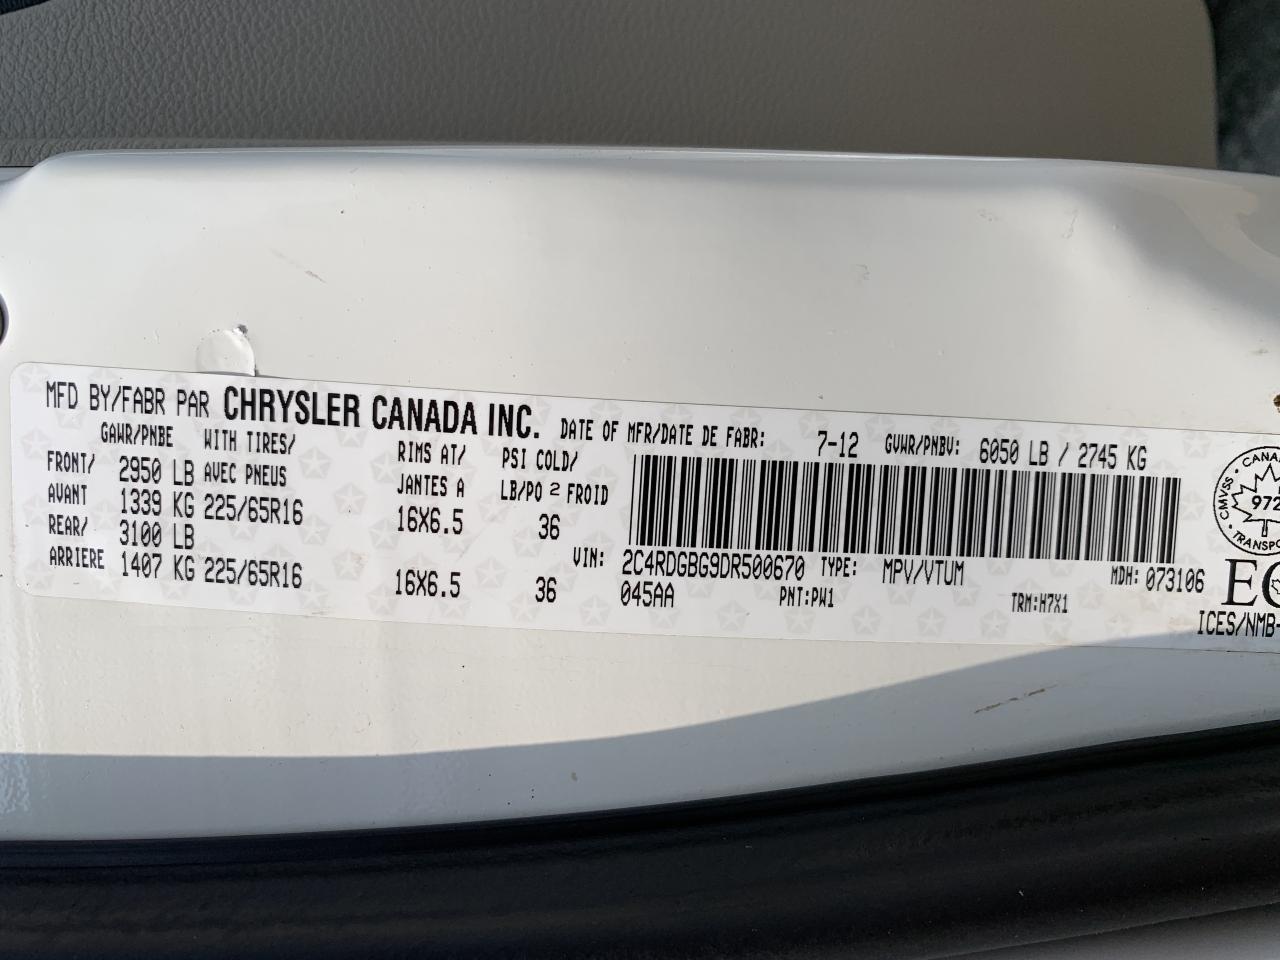 MFD BY/FABR PAR CHRYSLER CANADA INC. DATE OF MFR/DATE DE FABR: 7-12 GVWR/PNBV: 6050 LB / 2745 KG
GAWR/PNBE WITH TIRES/ RIMS AT/ PSI COLD/
FRONT/ 2950 LB AVEC PNEUS JANTES A LB/PO 2 FROID
AVANT 1339 KG 225/65R16 16X6.5 36
REAR/ 3100 LB
ARRIERE 1407 KG 225/65R16 16X6.5 36
VIN: 2C4RDGBG9DR500670 TYPE: MPV/VTUM MDH: 073106
045AA PNT:PW1 TRM:H7X1
CMVSS
972
ICES/NMB-